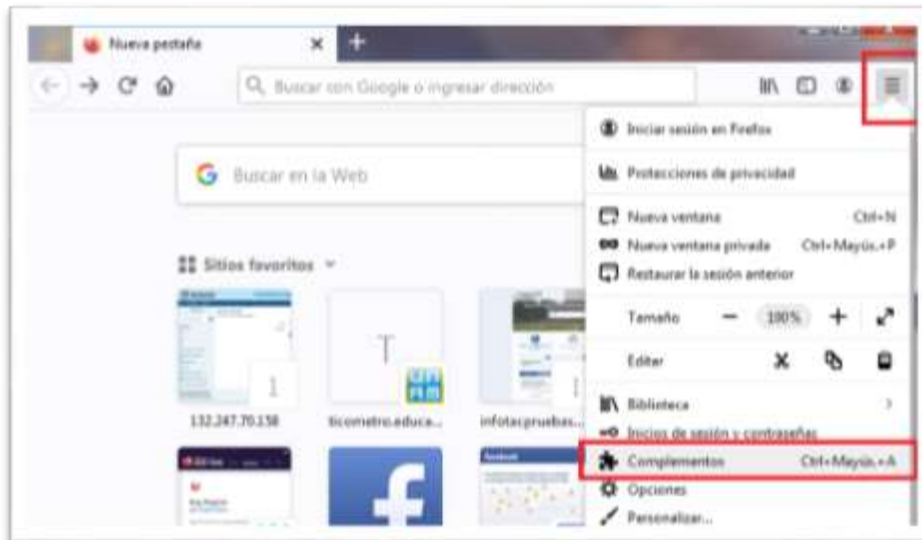 Nueva pestaña
Buscar con Google o ingresar dirección
Iniciar sesión en Firefox
Protecciones de privacidad
Buscar en la Web
Nueva ventana Ctrl+N
Nueva ventana privada Ctrl+Mayús.+P
Restaurar la sesión anterior
Sitios favoritos
Tamaño 100%
Editar
T
Biblioteca
132.247.70.158 ticometro.educa... infotacpruebas...
Inicios de sesión y contraseñas
Complementos Ctrl+Mayús.+A
Opciones
Personalizar...